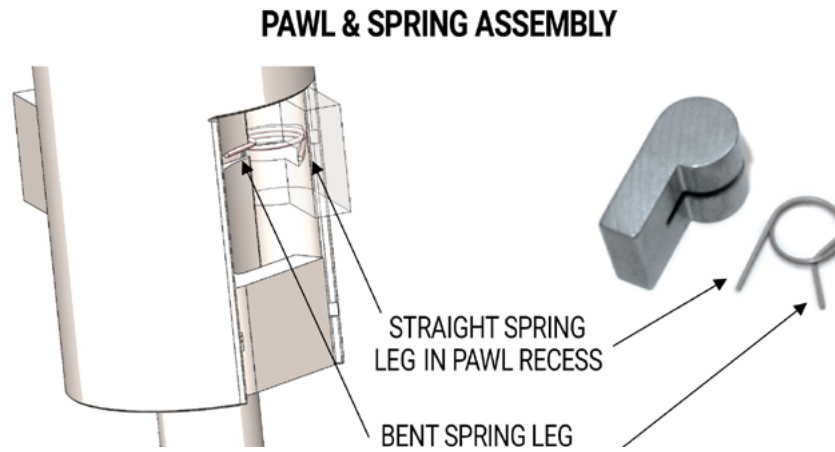 PAWL & SPRING ASSEMBLY
STRAIGHT SPRING
LEG IN PAWL RECESS
BENT SPRING LEG